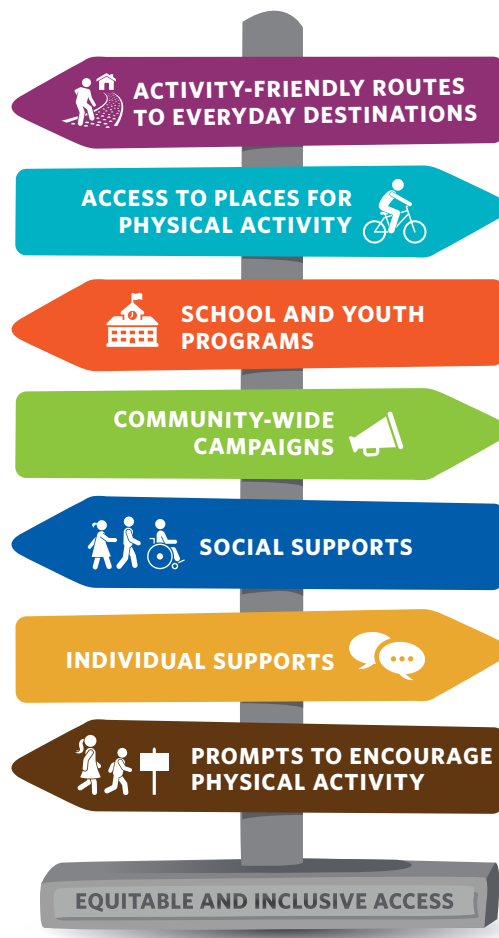 ACTIVITY-FRIENDLY ROUTES
TO EVERYDAY DESTINATIONS
ACCESS TO PLACES FOR
PHYSICAL ACTIVITY
SCHOOL AND YOUTH
PROGRAMS
COMMUNITY-WIDE
CAMPAIGNS
SOCIAL SUPPORTS
INDIVIDUAL SUPPORTS
PROMPTS TO ENCOURAGE
PHYSICAL ACTIVITY
EQUITABLE AND INCLUSIVE ACCESS